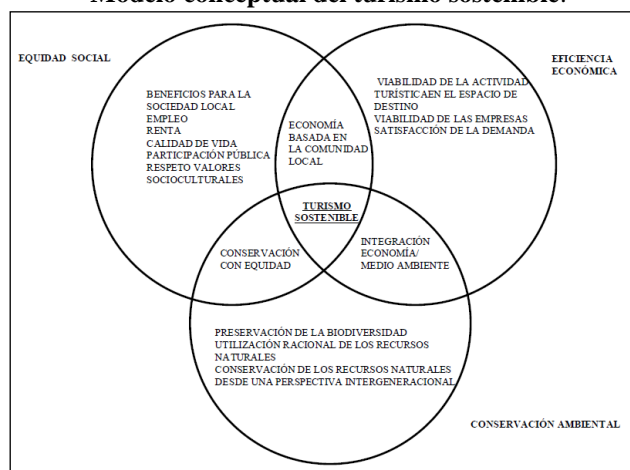 Modelo conceptual del turismo sostenible.
EQUIDAD SOCIAL
EFICIENCIA
ECONÓMICA
BENEFICIOS PARA LA
SOCIEDAD LOCAL
EMPLEO
RENTA
CALIDAD DE VIDA
PARTICIPACIÓN PÚBLICA
RESPETO VALORES
SOCIOCULTURALES
ECONOMÍA
BASADA EN
LA COMUNIDAD
LOCAL
VIABILIDAD DE LA ACTIVIDAD
TURÍSTICAEN EL ESPACIO DE
DESTINO
VIABILIDAD DE LAS EMPRESAS
SATISFACCIÓN DE LA DEMANDA
TURISMO
SOSTENIBLE
CONSERVACIÓN
CON EQUIDAD
INTEGRACIÓN
ECONOMÍA/
MEDIO AMBIENTE
PRESERVACIÓN DE LA BIODIVERSIDAD
UTILIZACIÓN RACIONAL DE LOS RECURSOS
NATURALES
CONSERVACIÓN DE LOS RECURSOS NATURALES
DESDE UNA PERSPECTIVA INTERGENERACIONAL
CONSERVACIÓN AMBIENTAL